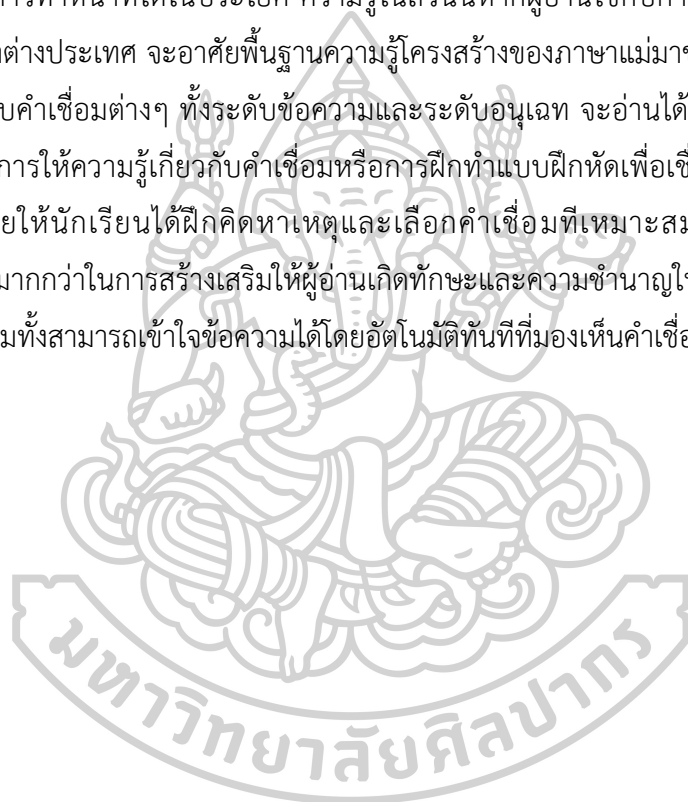 การทำหน้าที่ใดในประโยค ความรู้ในส่วนนี้หากผู้อ่านใช้กับภา
ต่างประเทศ จะอาศัยพื้นฐานความรู้โครงสร้างของภาษาแม่มาช
บคำเชื่อมต่างๆ ทั้งระดับข้อความและระดับอนุเฉท จะอ่านได้
การให้ความรู้เกี่ยวกับคำเชื่อมหรือการฝึกทำแบบฝึกหัดเพื่อเชื่
ยให้นักเรียนได้ฝึกคิดหาเหตุและเลือกคำเชื่อมที่เหมาะสม
มากกว่าในการสร้างเสริมให้ผู้อ่านเกิดทักษะและความชำนาญใน
มทั้งสามารถเข้าใจข้อความได้โดยอัตโนมัติทันทีที่มองเห็นคำเชื่อ
มหาวิทยาลัยศิลปากร